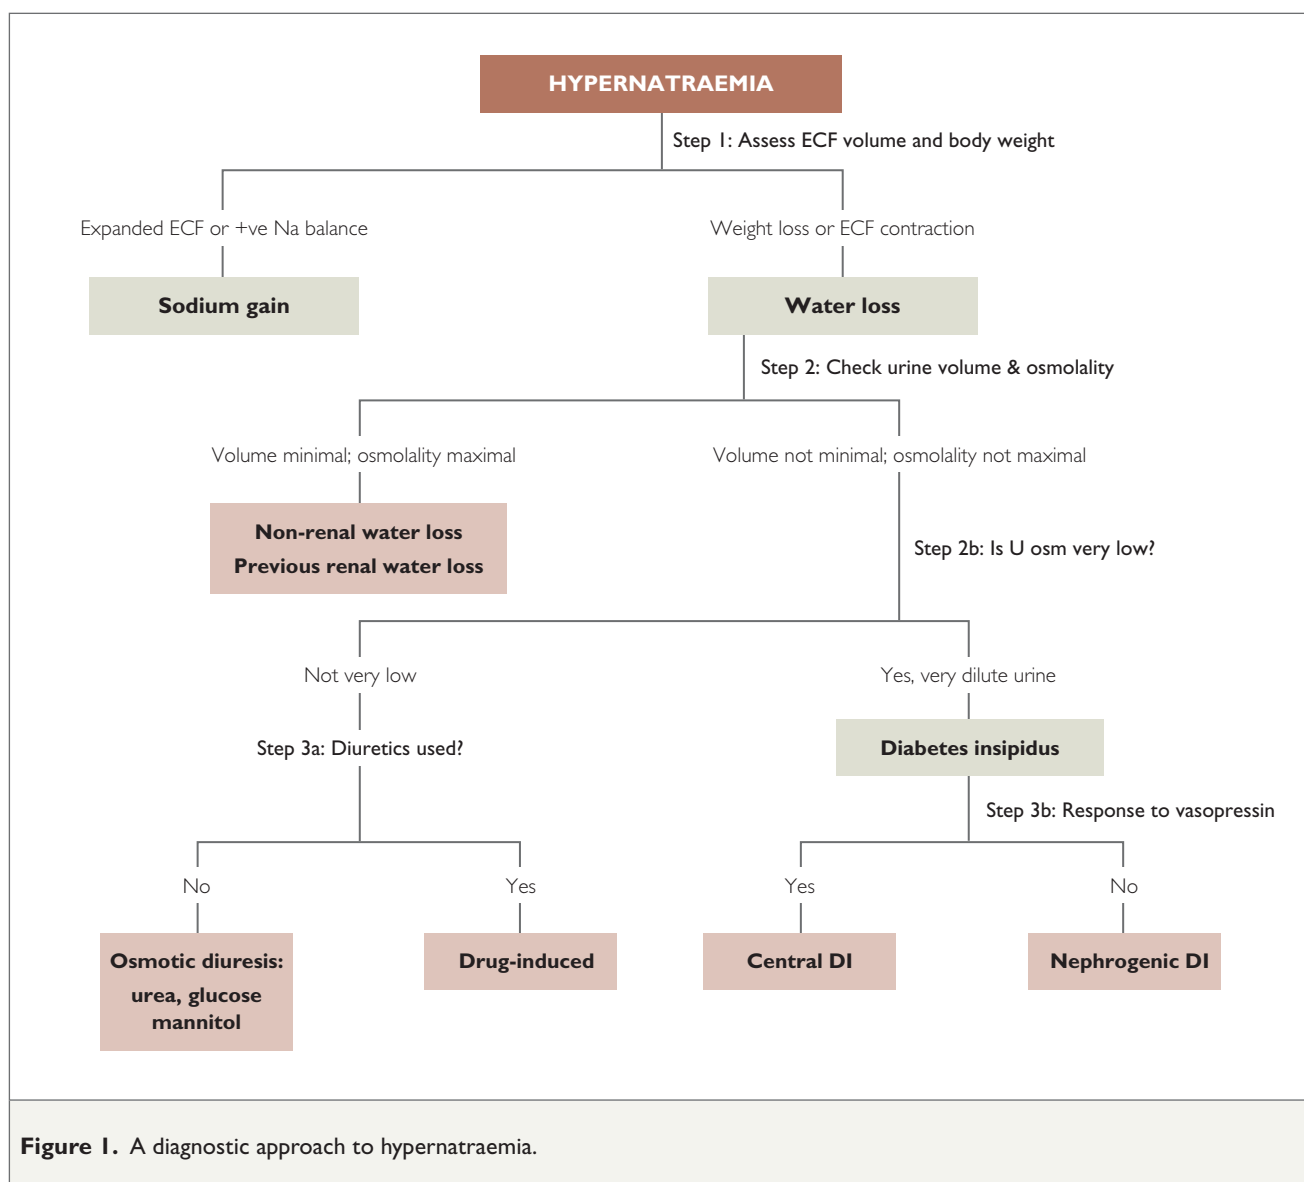 HYPERNATRAEMIA
Step 1: Assess ECF volume and body weight
Expanded ECF or +ve Na balance
Weight loss or ECF contraction
Sodium gain
Water loss
Step 2: Check urine volume & osmolality
Volume minimal; osmolality maximal
Volume not minimal; osmolality not maximal
Non-renal water loss
Previous renal water loss
Step 2b: Is U osm very low?
Not very low
Yes, very dilute urine
Step 3a: Diuretics used?
Diabetes insipidus
Step 3b: Response to vasopressin
No
Yes
Yes
No
Osmotic diuresis:
urea, glucose
mannitol
Drug-induced
Central DI
Nephrogenic DI
Figure 1. A diagnostic approach to hypernatraemia.